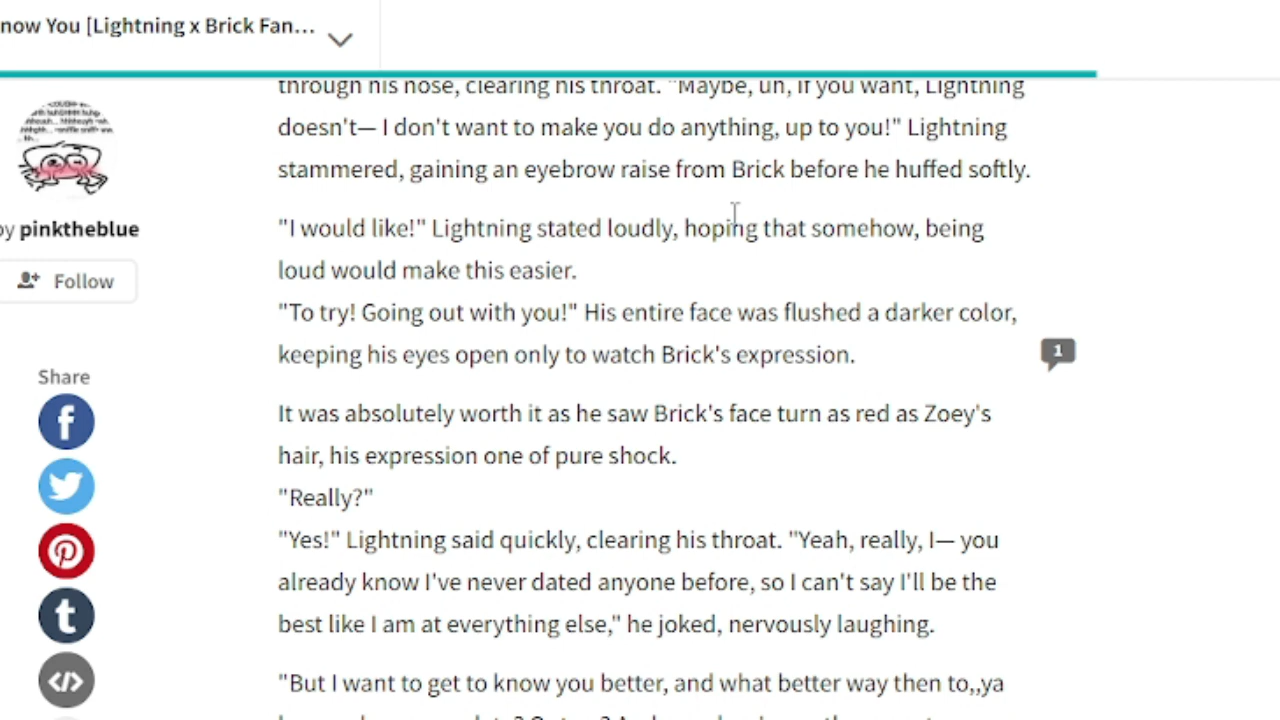 now You [Lightning x Brick Fan...
by pinktheblue
Follow
Share
through his nose, clearing his throat. "Maybe, uh, if you want, Lightning
doesn't— I don't want to make you do anything, up to you!" Lightning
stammered, gaining an eyebrow raise from Brick before he huffed softly.
"I would like!" Lightning stated loudly, hoping that somehow, being
loud would make this easier.
"To try! Going out with you!" His entire face was flushed a darker color,
keeping his eyes open only to watch Brick's expression.
1
It was absolutely worth it as he saw Brick's face turn as red as Zoey's
hair, his expression one of pure shock.
"Really?"
"Yes!" Lightning said quickly, clearing his throat. "Yeah, really, I— you
already know I've never dated anyone before, so I can't say I'll be the
best like I am at everything else," he joked, nervously laughing.
"But I want to get to know you better, and what better way then to,,ya